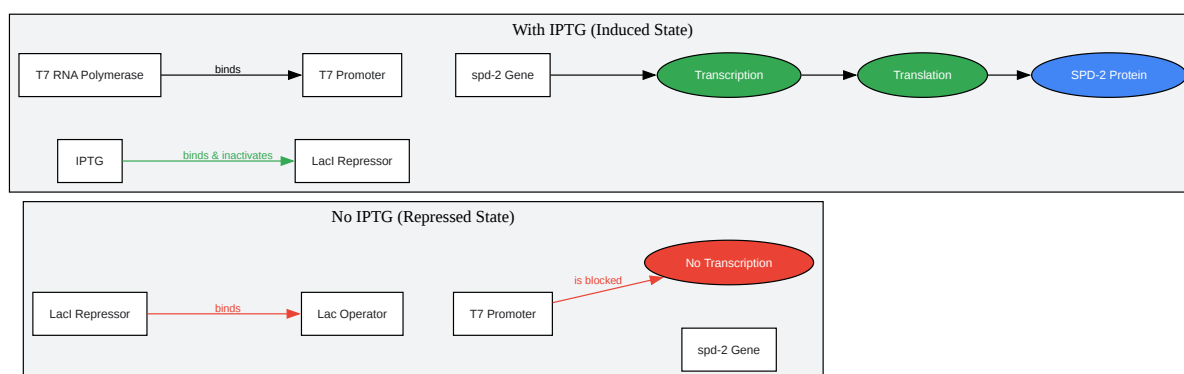 With IPTG (Induced State)
T7 RNA Polymerase
binds
T7 Promoter
spd-2 Gene
Transcription
Translation
SPD-2 Protein
IPTG
binds & inactivates
LacI Repressor
No IPTG (Repressed State)
No Transcription
is blocked
LacI Repressor
binds
Lac Operator
T7 Promoter
spd-2 Gene